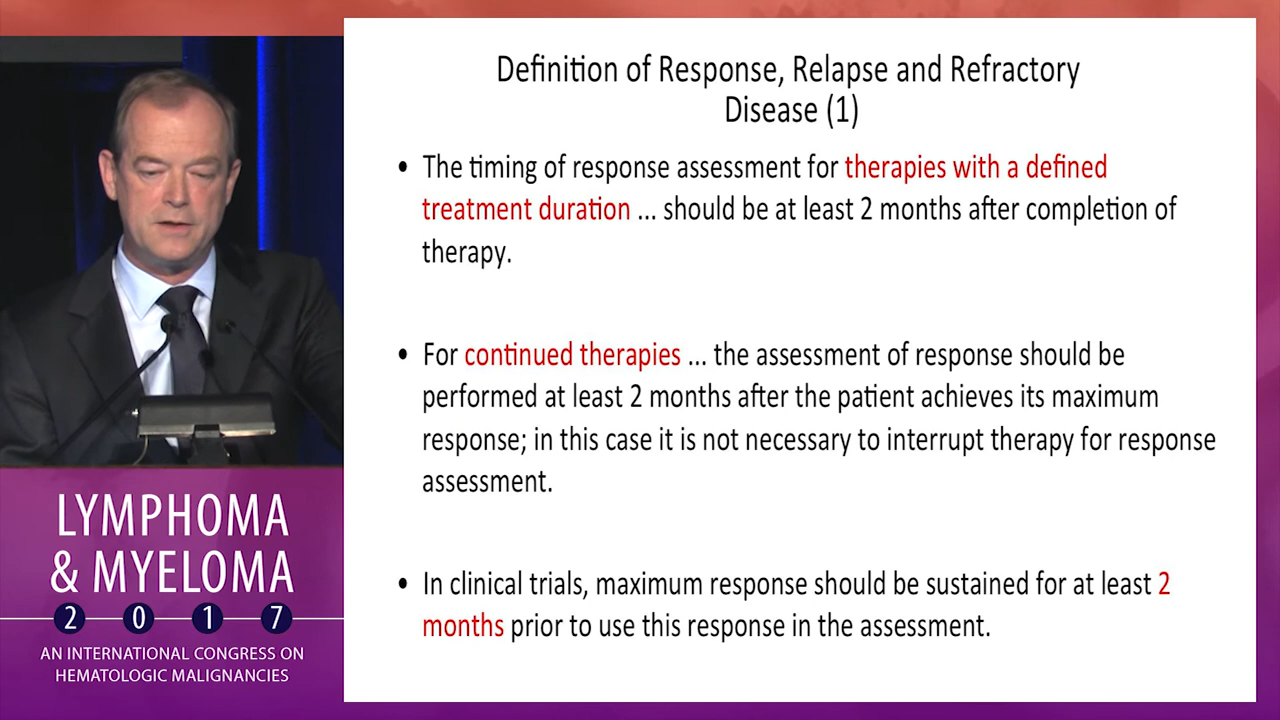 Definition of Response, Relapse and Refractory
Disease (1)
• The timing of response assessment for therapies with a defined
treatment duration ... should be at least 2 months after completion of
therapy.
• For continued therapies ... the assessment of response should be
performed at least 2 months after the patient achieves its maximum
response; in this case it is not necessary to interrupt therapy for response
assessment.
• In clinical trials, maximum response should be sustained for at least 2
months prior to use this response in the assessment.
LYMPHOMA
& MYELOMA
2 0 1 7
AN INTERNATIONAL CONGRESS ON
HEMATOLOGIC MALIGNANCIES